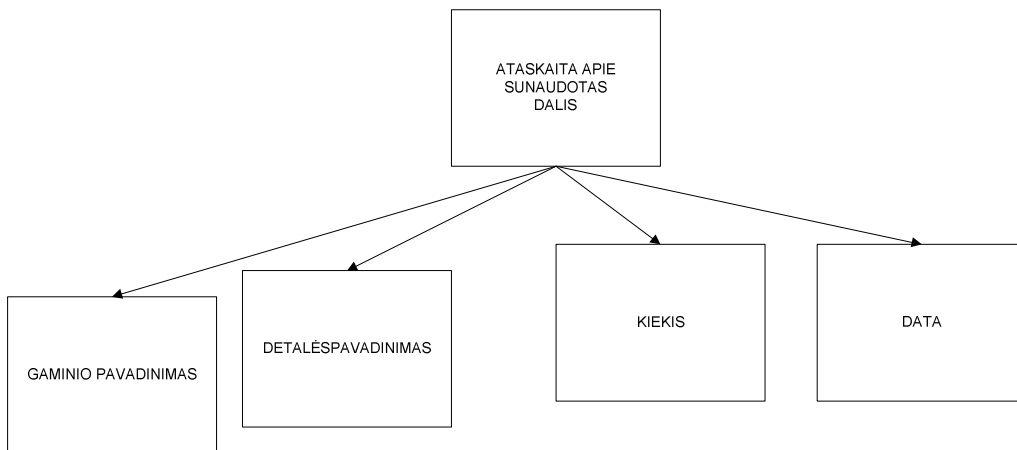 ATASKAITA APIE
SUNAUDOTAS
DALIS
GAMINIO PAVADINIMAS
DETALĖSPAVADINIMAS
KIEKIS
DATA